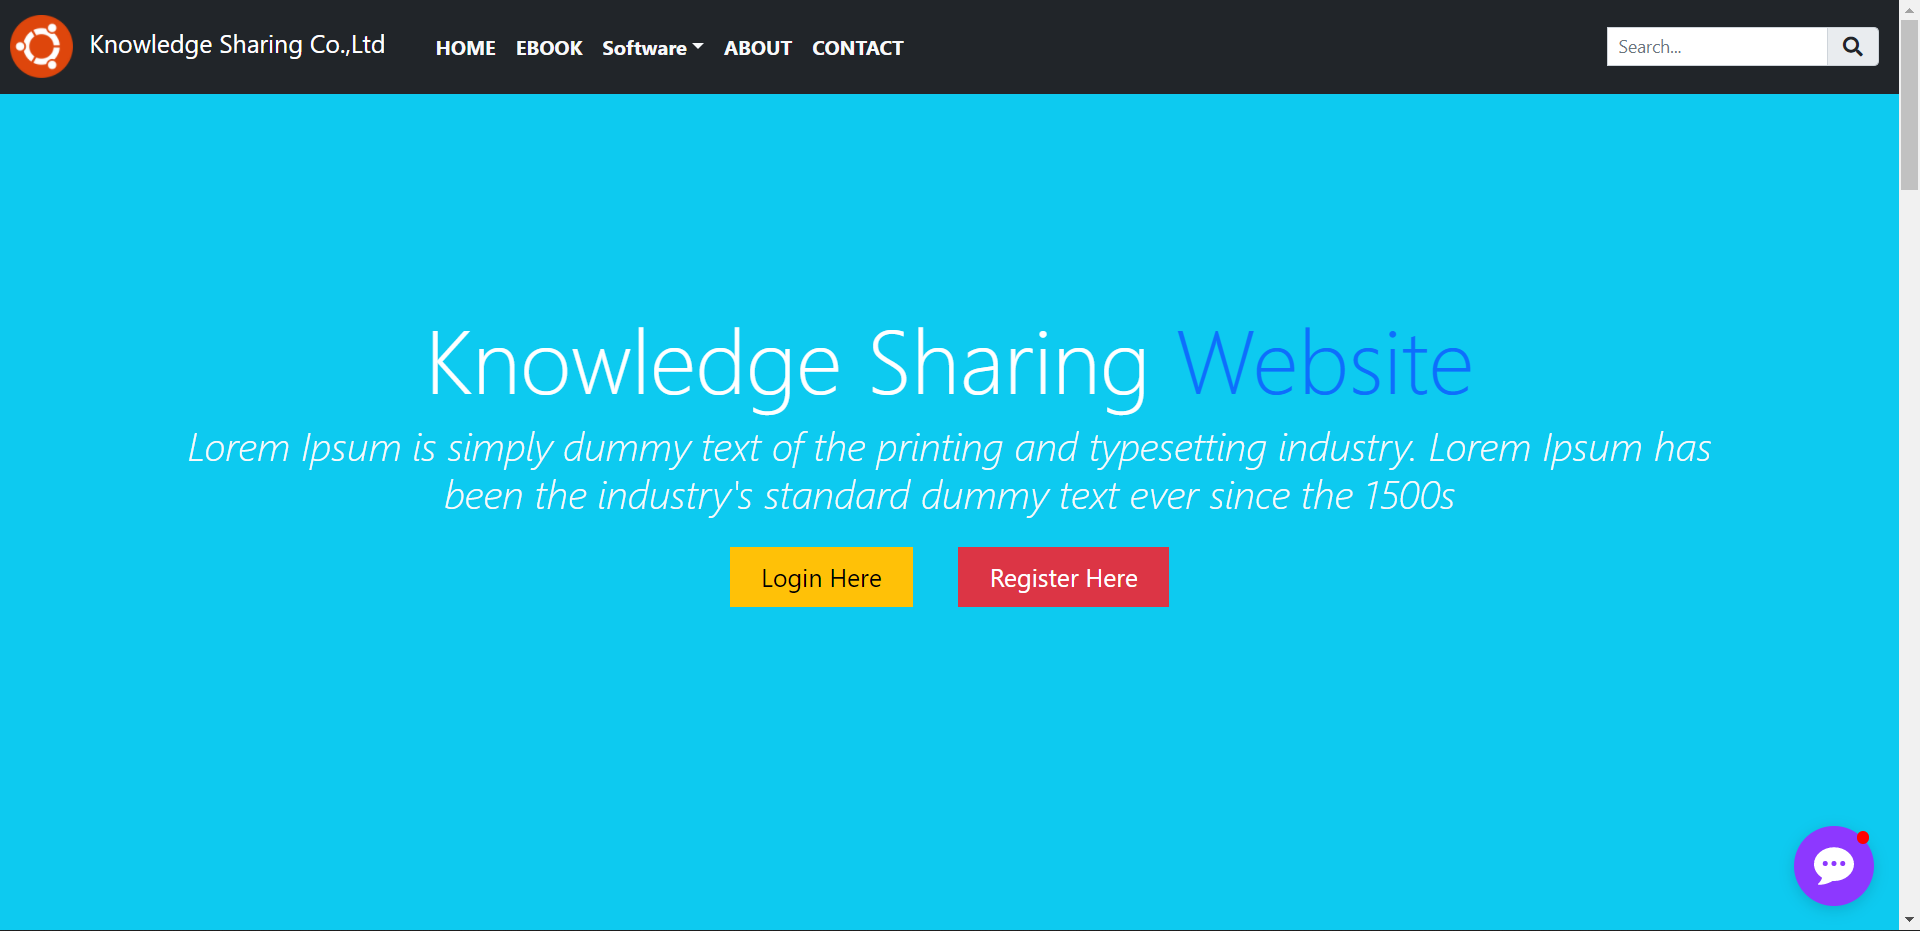 Knowledge Sharing Co.,Ltd
HOME EBOOK Software ABOUT CONTACT
Search...
Knowledge Sharing Website
Lorem Ipsum is simply dummy text of the printing and typesetting industry. Lorem Ipsum has
been the industry's standard dummy text ever since the 1500s
Login Here
Register Here